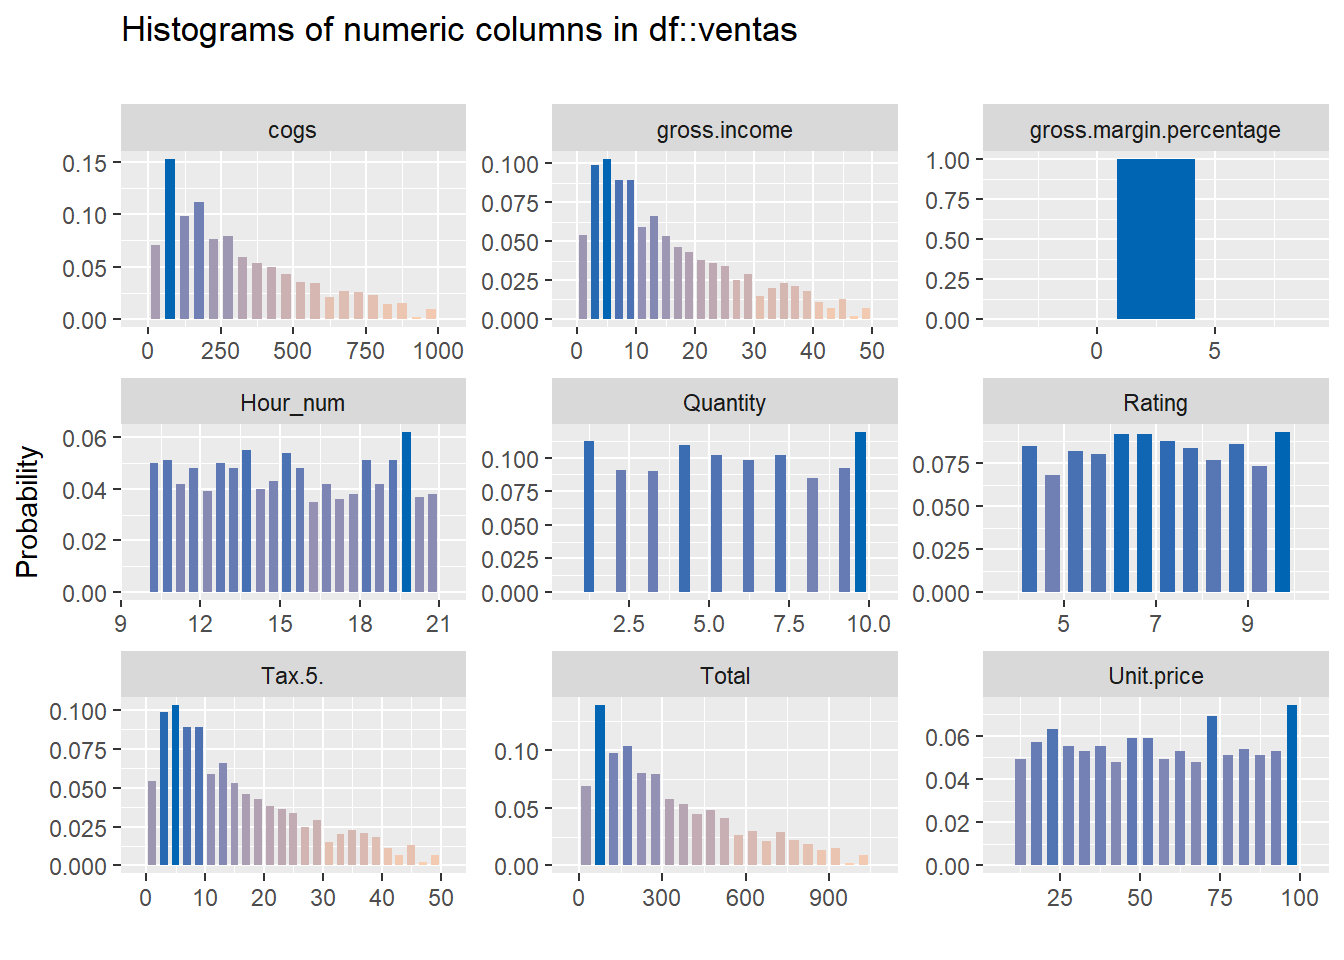 Histograms of numeric columns in df::ventas
cogs
gross.income
gross.margin.percentage
0.15
0.10
0.05
0.00
0.100
0.075
0.050
0.025
0.000
1.00
0.75
0.50
0.25
0.00
0 250 500 750 1000
0 10 20 30 40 50
0 5
Hour_num
Quantity
Rating
Probability
0.06
0.04
0.02
0.00
0.100
0.075
0.050
0.025
0.000
0.075
0.050
0.025
0.000
9 12 15 18 21
2.5 5.0 7.5 10.0
5 7 9
Tax.5.
Total
Unit.price
0.100
0.075
0.050
0.025
0.000
0.10
0.05
0.00
0.06
0.04
0.02
0.00
0 10 20 30 40 50
0 300 600 900
25 50 75 100